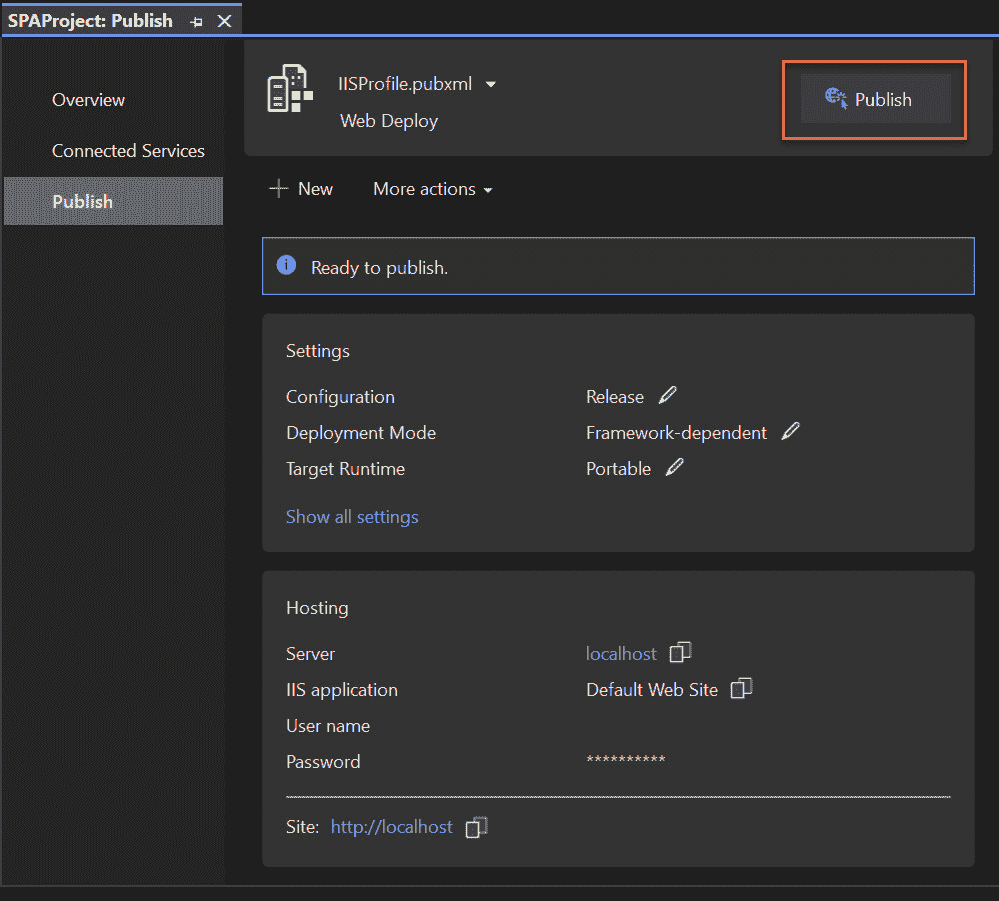 SPAProject: Publish
Overview
Connected Services
Publish
IISProfile.pubxml
Web Deploy
Publish
New
More actions
Ready to publish.
Settings
Configuration Release
Deployment Mode Framework-dependent
Target Runtime Portable
Show all settings
Hosting
Server localhost
IIS application Default Web Site
User name
Password **********
Site: http://localhost